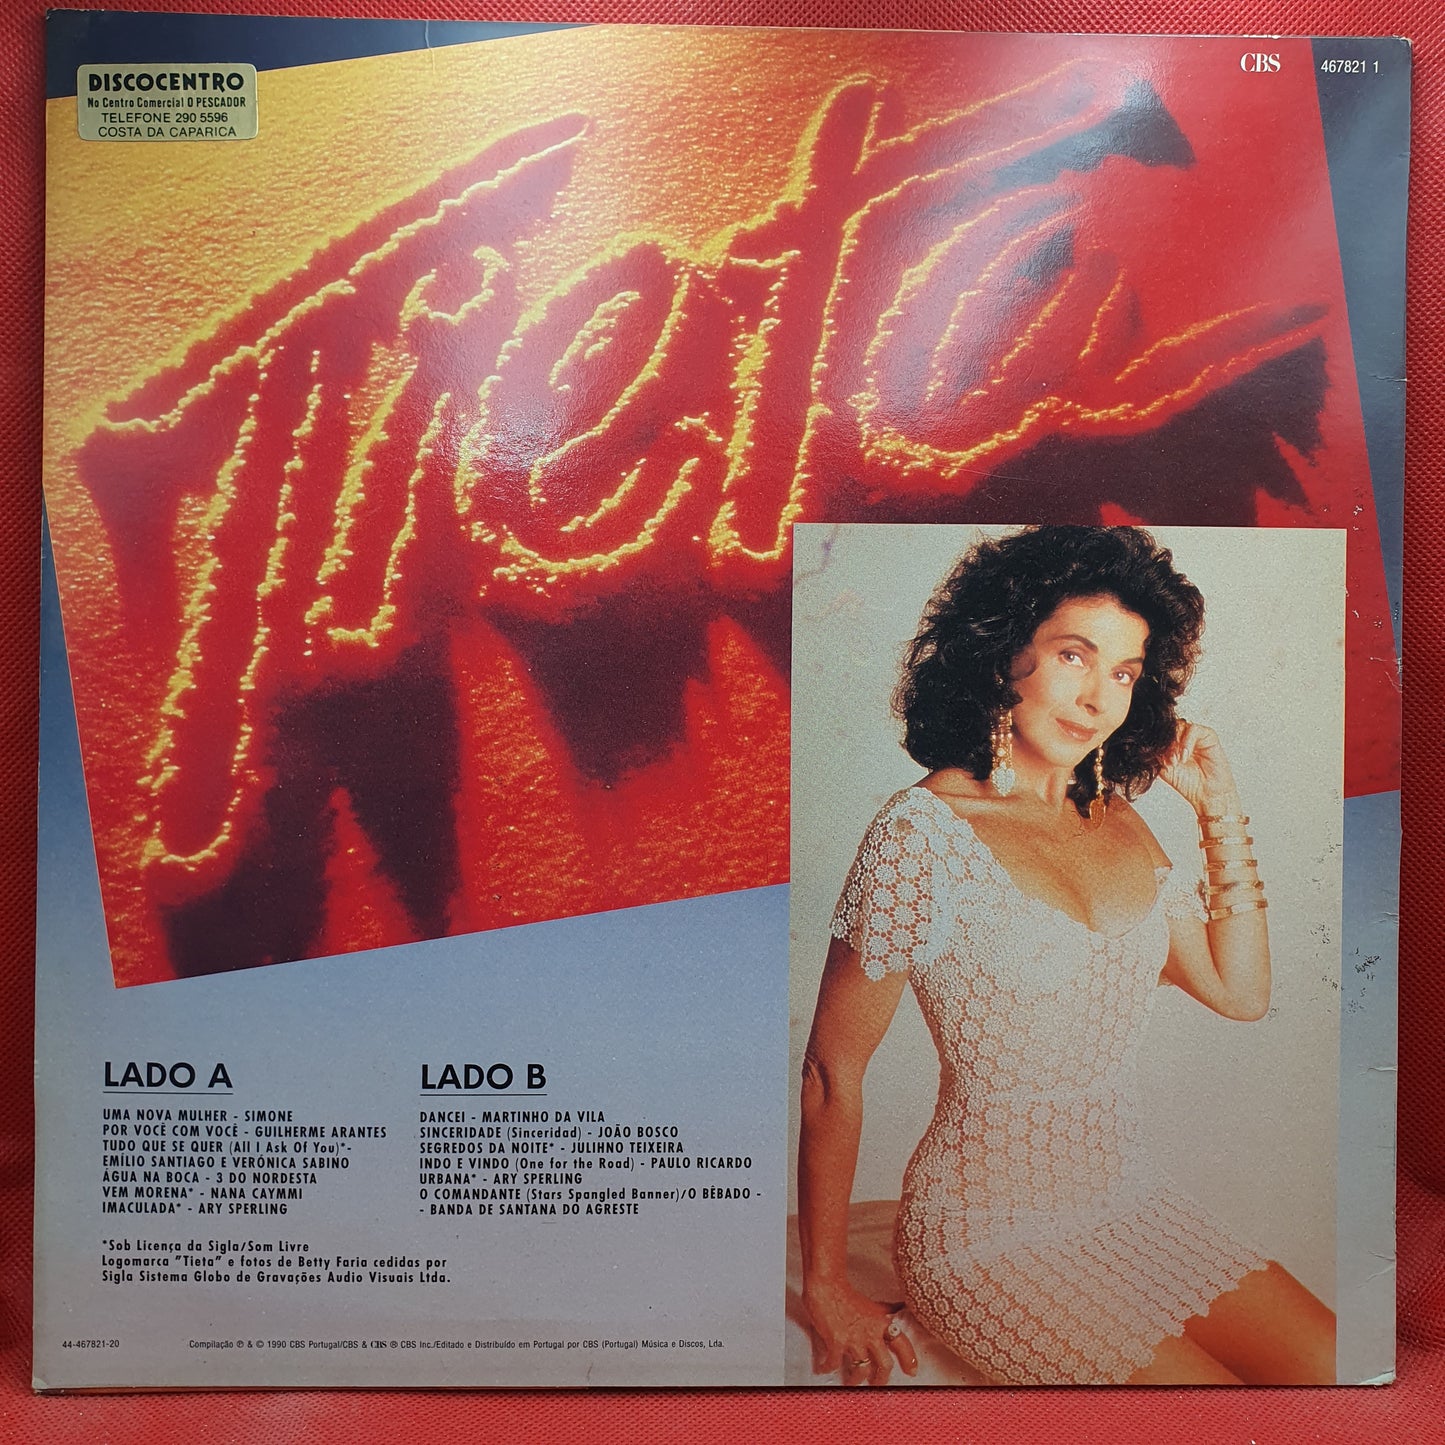 DISCOCENTRO
No Centro Comercial O PESCADOR
TELEFONE 290 5596
COSTA DA CAPARICA
CBS
467821 1
Tieta
LADO A
UMA NOVA MULHER - SIMONE
POR VOCÊ COM VOCÊ - GUILHERME ARANTES
TUDO QUE SE QUER (All I Ask Of You)*-
EMÍLIO SANTIAGO E VERÓNICA SABINO
ÁGUA NA BOCA - 3 DO NORDESTA
VEM MORENA* - NANA CAYMMI
IMACULADA* - ARY SPERLING
LADO B
DANCEI - MARTINHO DA VILA
SINCERIDADE (Sinceridad) - JOÃO BOSCO
SEGREDOS DA NOITE* - JULIHNO TEIXEIRA
INDO E VINDO (One for the Road) - PAULO RICARDO
URBANA* - ARY SPERLING
O COMANDANTE (Stars Spangled Banner)/O BÊBADO -
- BANDA DE SANTANA DO AGRESTE
*Sob Licença da Sigla/Som Livre
Logomarca "Tieta" e fotos de Betty Faria cedidas por
Sigla Sistema Globo de Gravações Audio Visuais Ltda.
44-467821-20
Compilação ℗ & © 1990 CBS Portugal/CBS & CBS ® CBS Inc./Editado e Distribuído em Portugal por CBS (Portugal) Música e Discos, Lda.